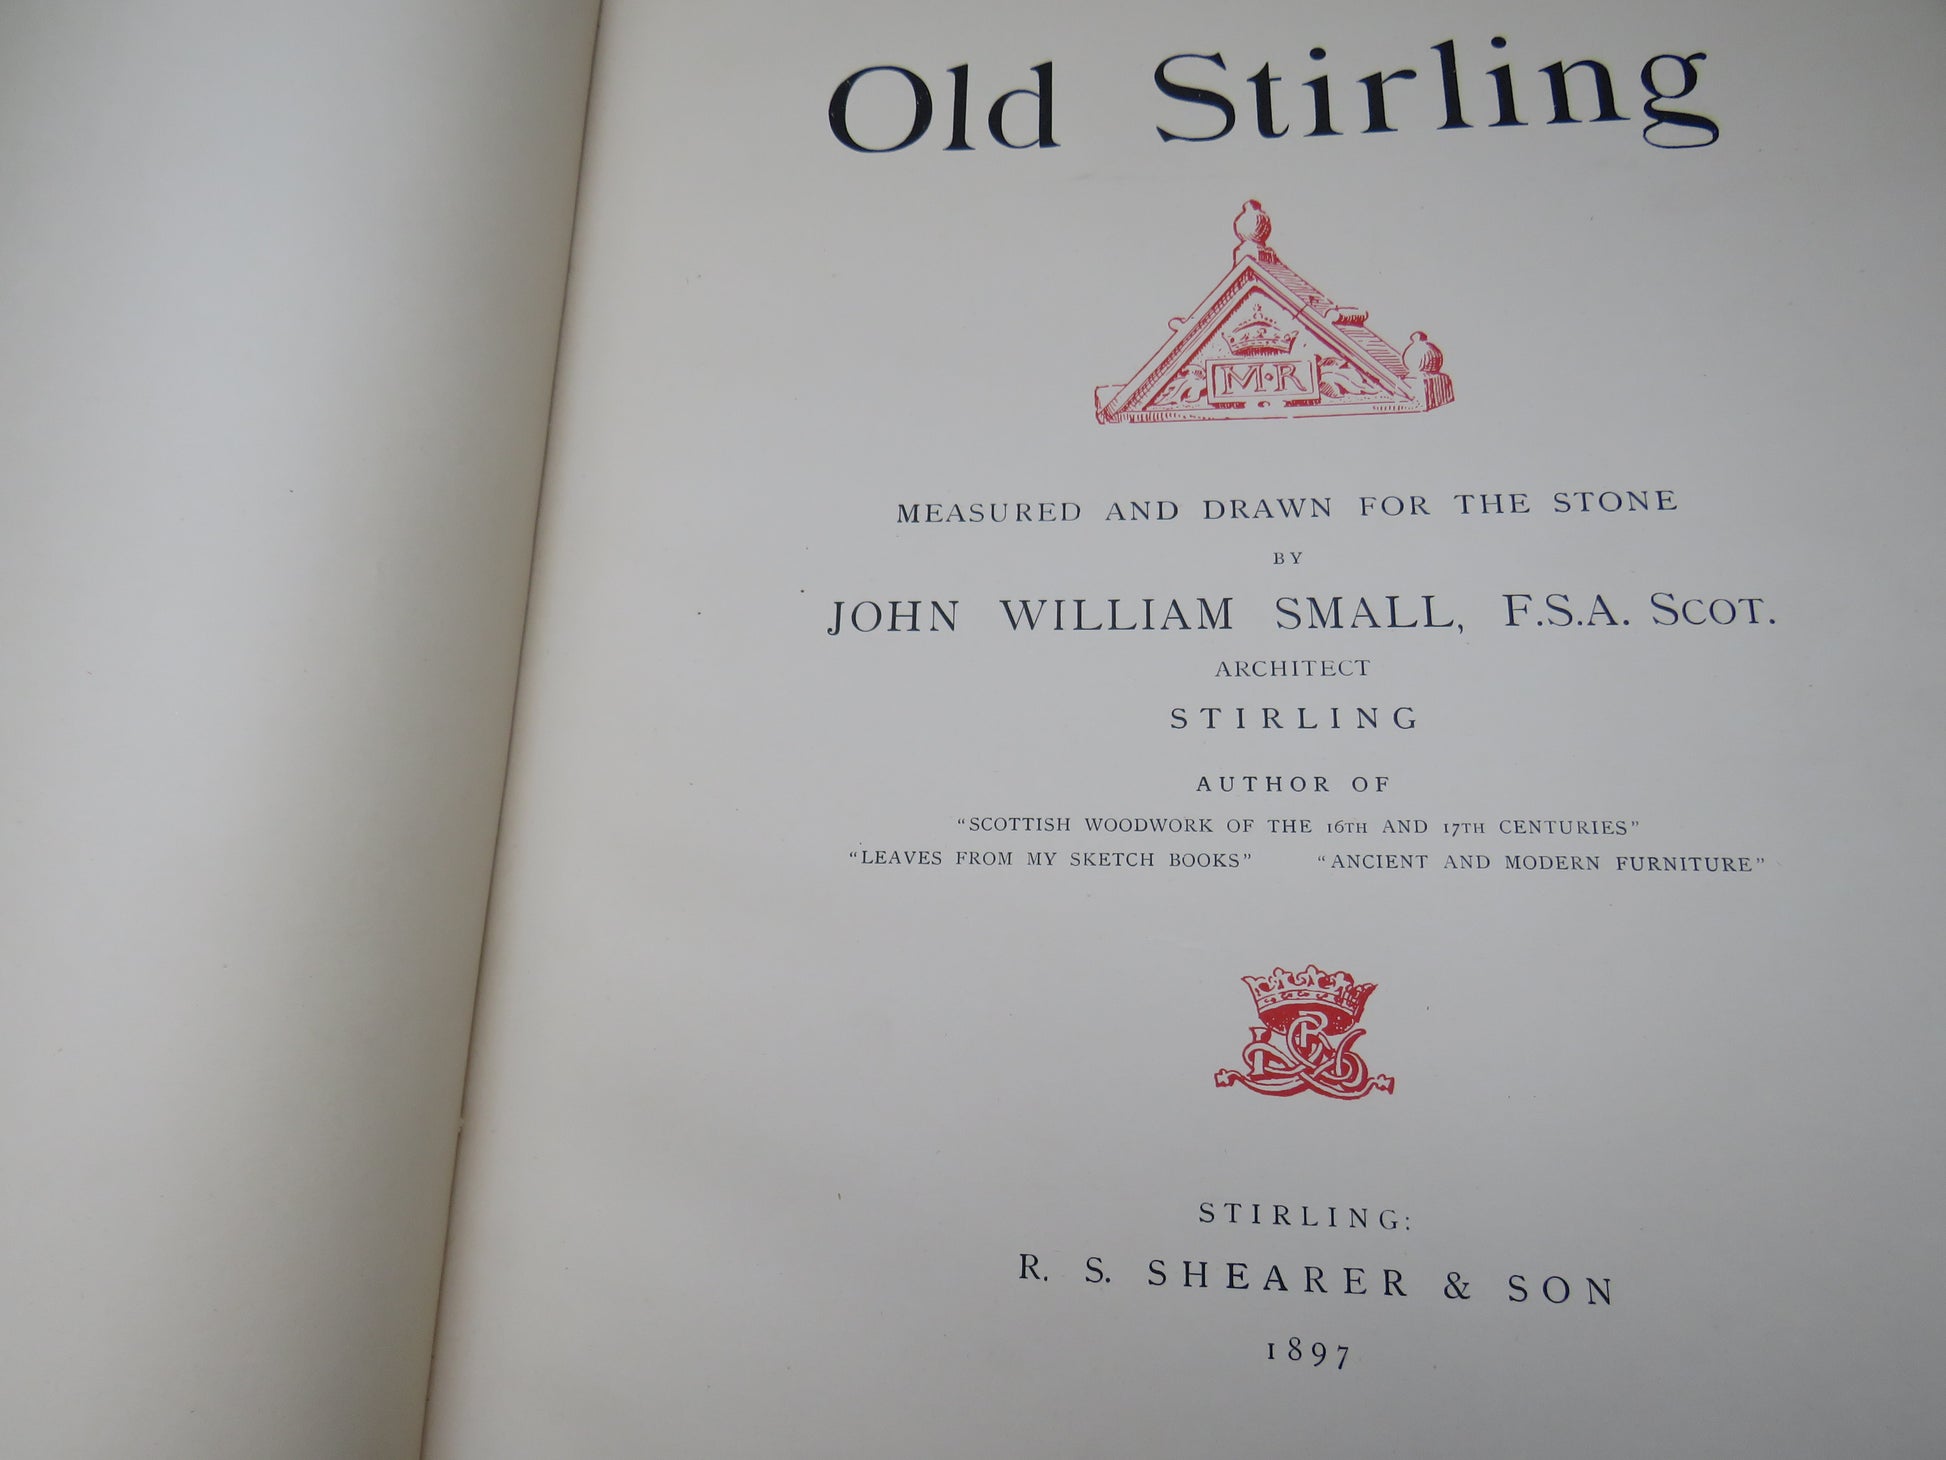 Old Stirling
M·R
MEASURED AND DRAWN FOR THE STONE
BY
JOHN WILLIAM SMALL, F.S.A. SCOT.
ARCHITECT
STIRLING
AUTHOR OF
“SCOTTISH WOODWORK OF THE 16TH AND 17TH CENTURIES”
“LEAVES FROM MY SKETCH BOOKS” “ANCIENT AND MODERN FURNITURE”
STIRLING:
R. S. SHEARER & SON
1897